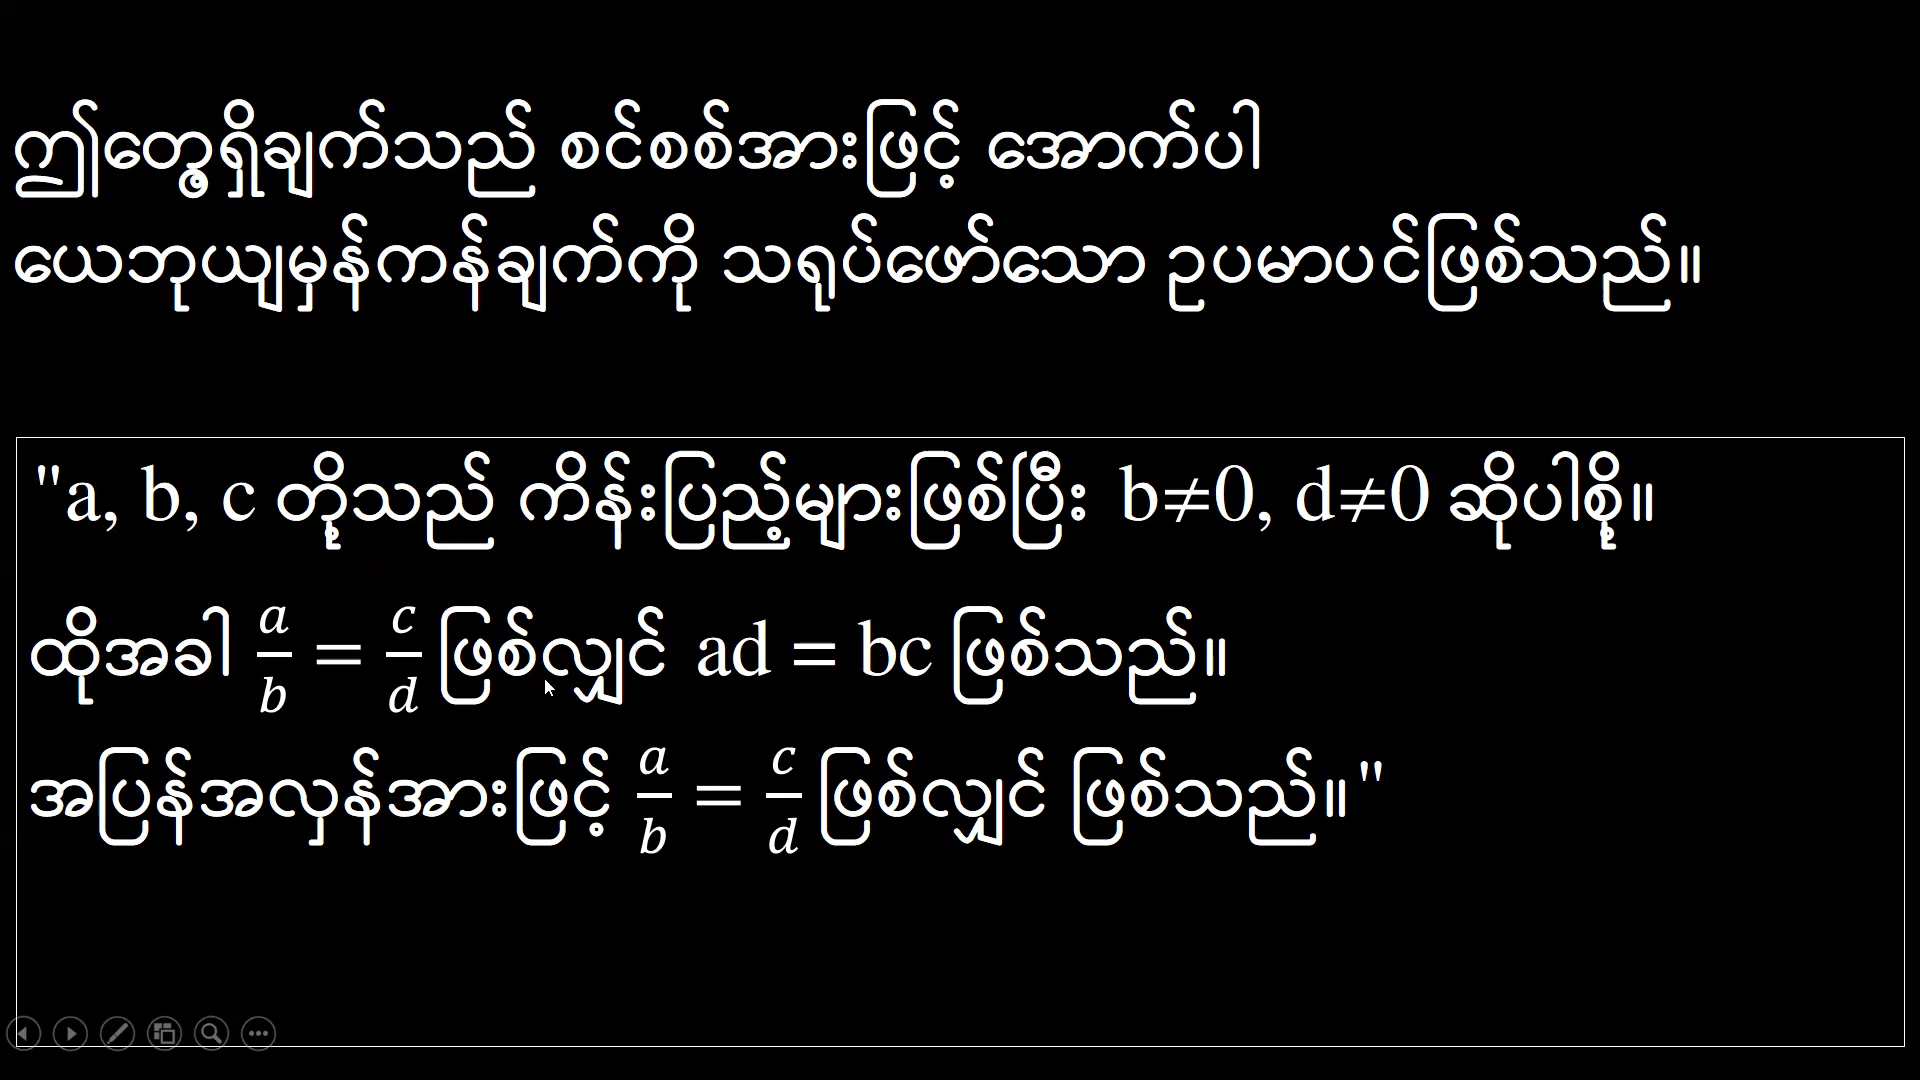 ဤတွေ့ရှိချက်သည် စင်စစ်အားဖြင့် အောက်ပါ
ယေဘုယျမှန်ကန်ချက်ကို သရုပ်ဖော်သော ဥပမာပင်ဖြစ်သည်။
"a, b, c တို့သည် ကိန်းပြည့်များဖြစ်ပြီး b≠0, d≠0 ဆိုပါစို့။
ထိုအခါ a/b = c/d ဖြစ်လျှင် ad = bc ဖြစ်သည်။
အပြန်အလှန်အားဖြင့် a/b = c/d ဖြစ်လျှင် ဖြစ်သည်။"